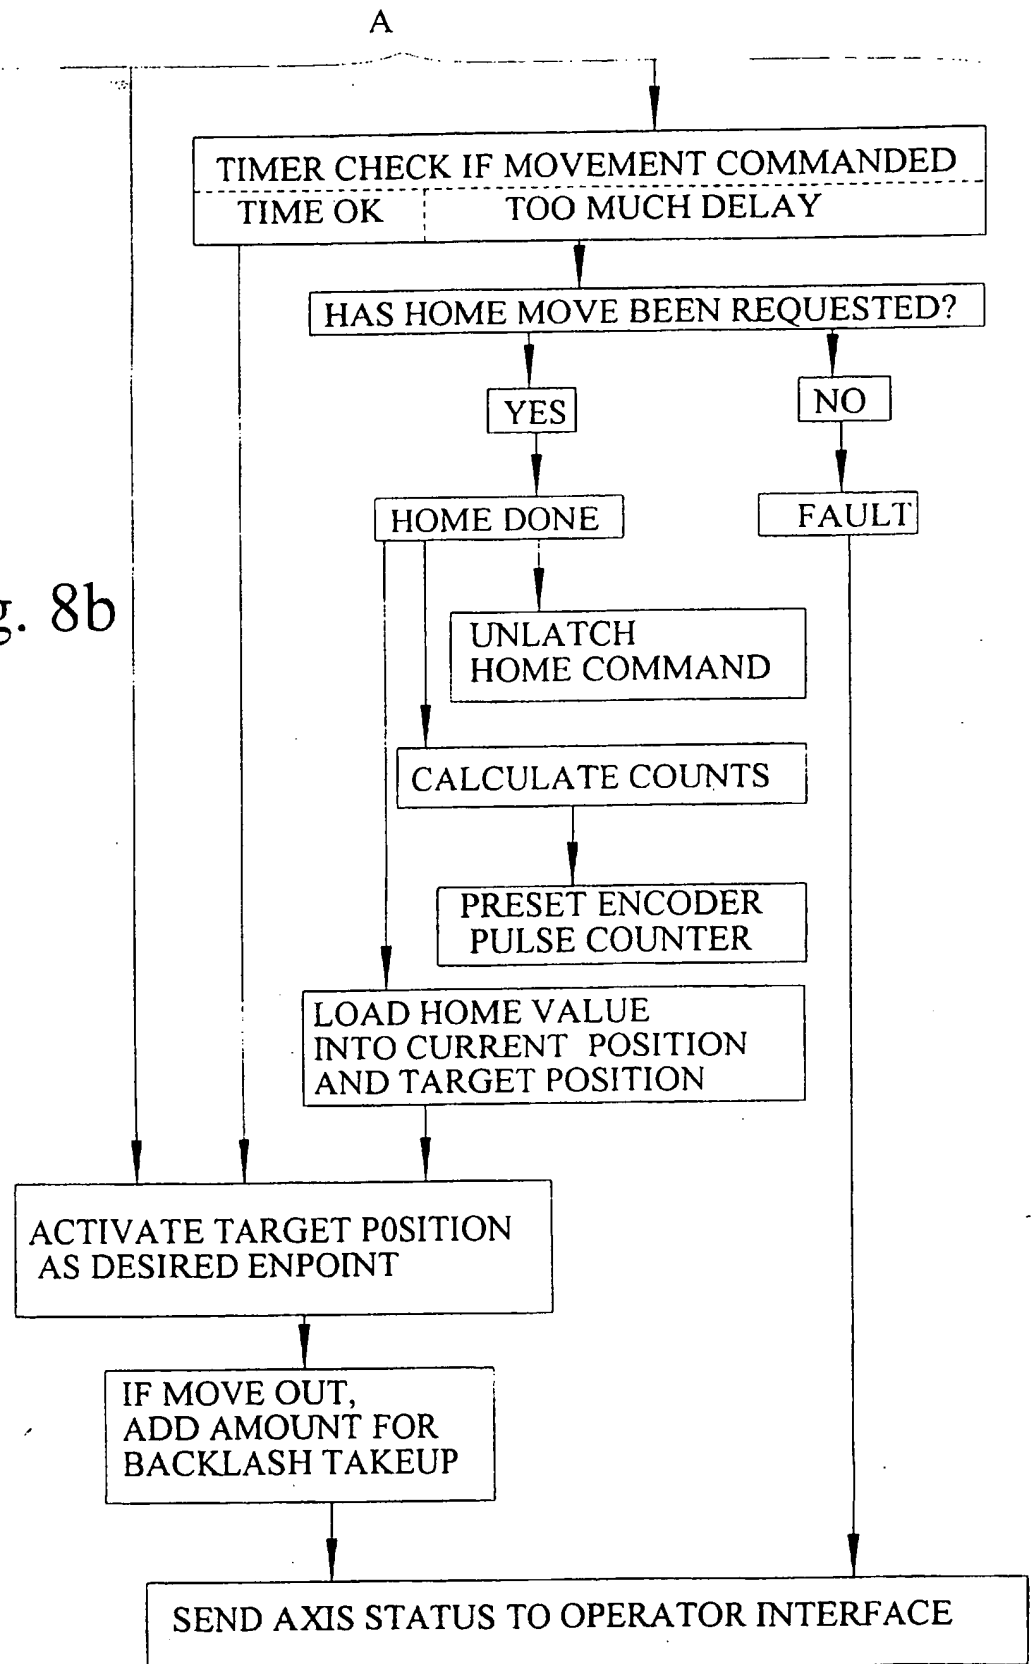 A
TIMER CHECK IF MOVEMENT COMMANDED
TIME OK TOO MUCH DELAY
HAS HOME MOVE BEEN REQUESTED?
YES
NO
HOME DONE
FAULT
g. 8b
UNLATCH
HOME COMMAND
CALCULATE COUNTS
PRESET ENCODER
PULSE COUNTER
LOAD HOME VALUE
INTO CURRENT POSITION
AND TARGET POSITION
ACTIVATE TARGET POSITION
AS DESIRED ENPOINT
IF MOVE OUT,
ADD AMOUNT FOR
BACKLASH TAKEUP
SEND AXIS STATUS TO OPERATOR INTERFACE